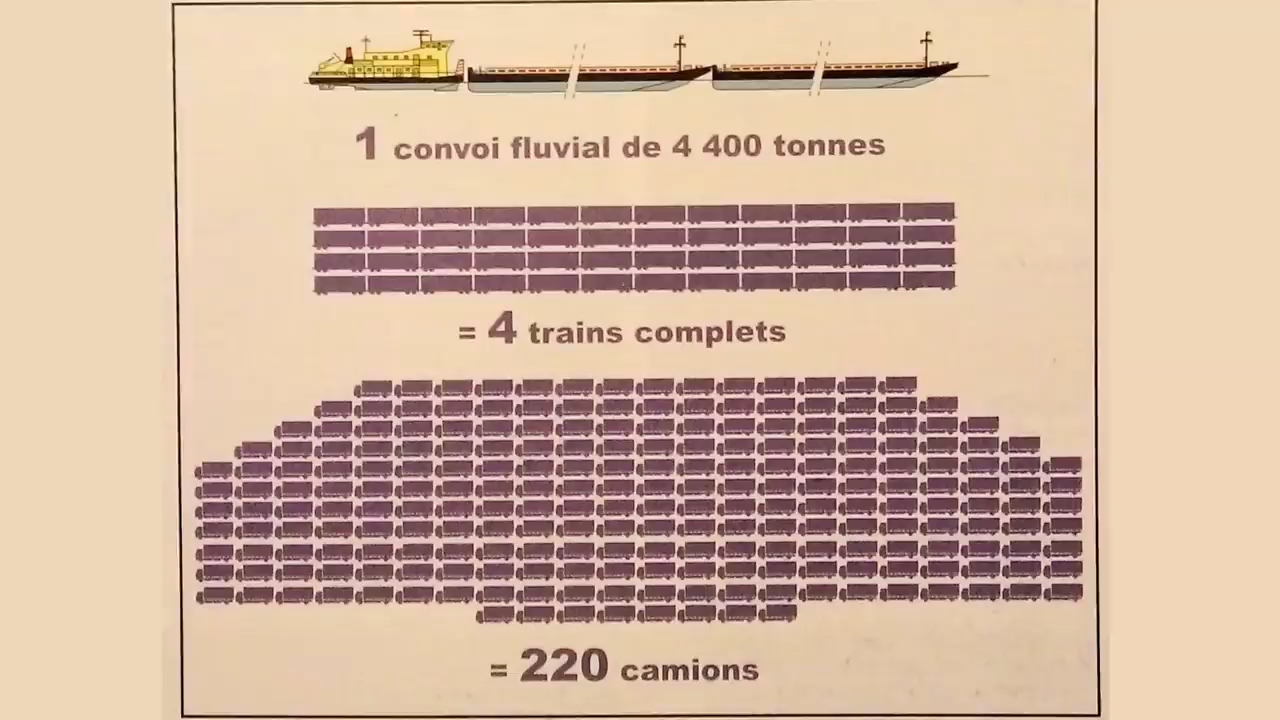 1 convoi fluvial de 4 400 tonnes
= 4 trains complets
= 220 camions